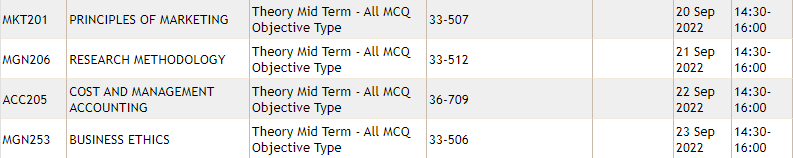 MKT201 PRINCIPLES OF MARKETING Theory Mid Term - All MCQ Objective Type 33-507 20 Sep 2022 14:30-16:00
MGN206 RESEARCH METHODOLOGY Theory Mid Term - All MCQ Objective Type 33-512 21 Sep 2022 14:30-16:00
ACC205 COST AND MANAGEMENT ACCOUNTING Theory Mid Term - All MCQ Objective Type 36-709 22 Sep 2022 14:30-16:00
MGN253 BUSINESS ETHICS Theory Mid Term - All MCQ Objective Type 33-506 23 Sep 2022 14:30-16:00